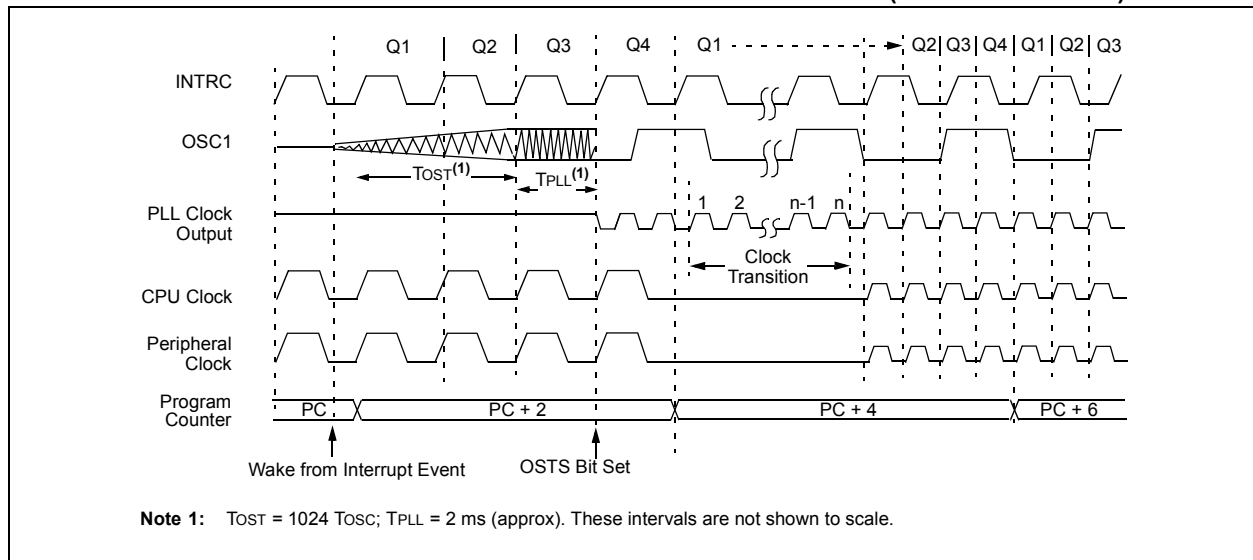 Q1 Q2 Q3 Q4 Q1 Q2 Q3 Q4 Q1 Q2 Q3
INTRC
OSC1
TOST(1) TPLL(1)
1 2 n-1 n
PLL Clock
Output
Clock
Transition
CPU Clock
Peripheral
Clock
Program
Counter
PC PC + 2 PC + 4 PC + 6
Wake from Interrupt Event OSTS Bit Set
Note 1: TOST = 1024 TOSC; TPLL = 2 ms (approx). These intervals are not shown to scale.